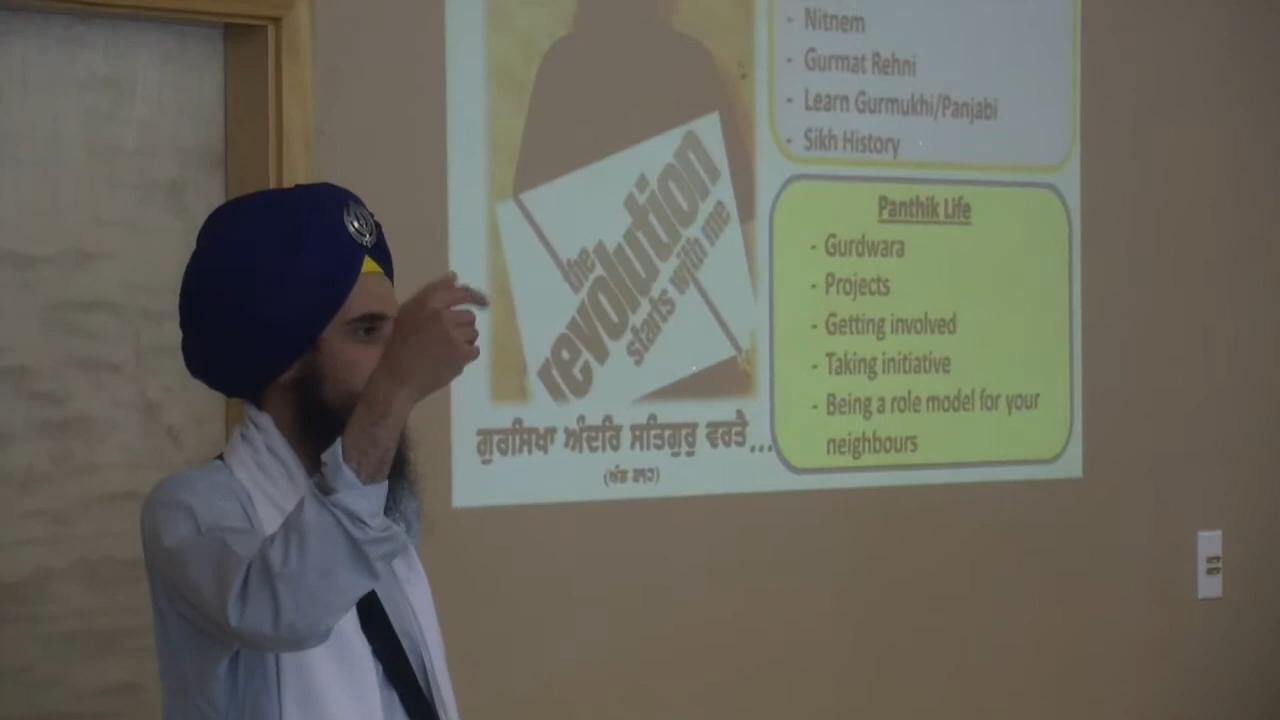 - Nitnem
- Gurmat Rehni
- Learn Gurmukhi/Panjabi
- Sikh History
the
revolution
starts with me
Panthik Life
- Gurdwara
- Projects
- Getting involved
- Taking initiative
- Being a role model for your
neighbours
ਗੁਰਸਿਖਾ ਅੰਦਰਿ ਸਤਿਗੁਰੁ ਵਰਤੈ...